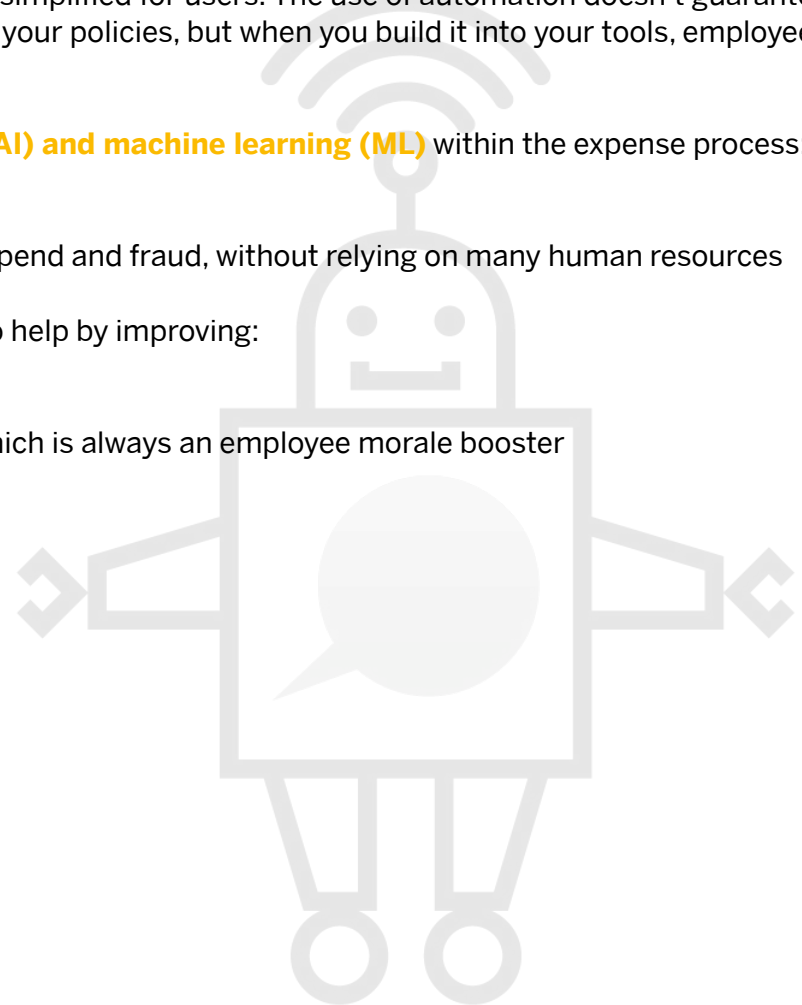 simplified for users. The use of automation doesn't guarante
your policies, but when you build it into your tools, employe
AI) and machine learning (ML) within the expense process
pend and fraud, without relying on many human resources
o help by improving:
hich is always an employee morale booster